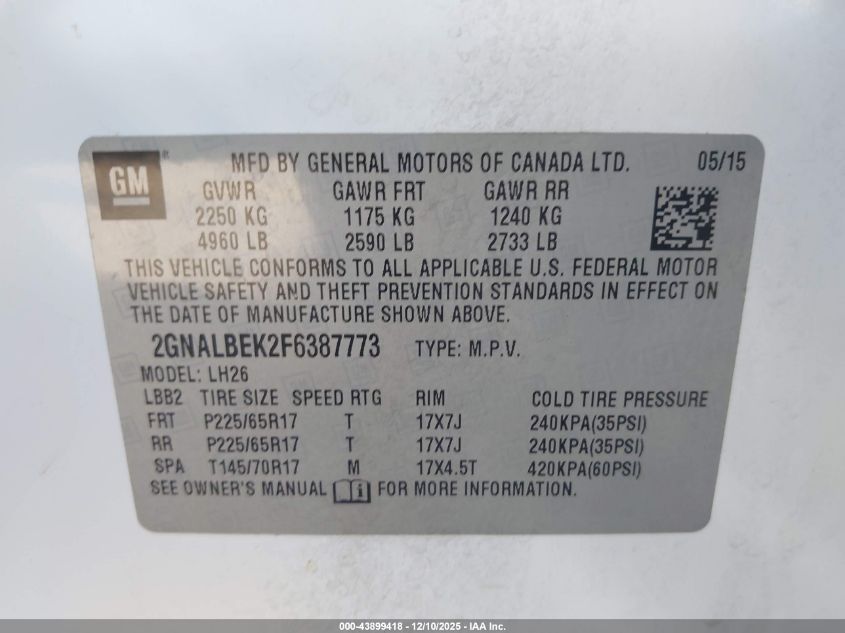 GM ® MFD BY GENERAL MOTORS OF CANADA LTD. 05/15
GVWR GAWR FRT GAWR RR
2250 KG 1175 KG 1240 KG
4960 LB 2590 LB 2733 LB
THIS VEHICLE CONFORMS TO ALL APPLICABLE U.S. FEDERAL MOTOR
VEHICLE SAFETY AND THEFT PREVENTION STANDARDS IN EFFECT ON
THE DATE OF MANUFACTURE SHOWN ABOVE.
2GNALBEK2F6387773 TYPE: M.P.V.
MODEL: LH26
LBB2 TIRE SIZE SPEED RTG RIM COLD TIRE PRESSURE
FRT P225/65R17 T 17X7J 240KPA(35PSI)
RR P225/65R17 T 17X7J 240KPA(35PSI)
SPA T145/70R17 M 17X4.5T 420KPA(60PSI)
SEE OWNER'S MANUAL i FOR MORE INFORMATION.
000-43899418 - 12/10/2025 - IAA Inc.